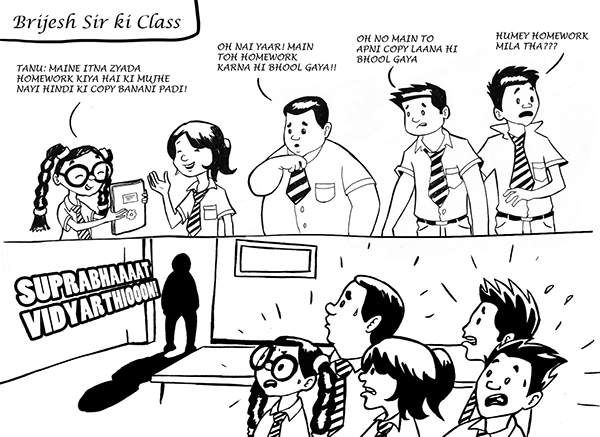 Brijesh Sir ki Class
TANU: MAINE ITNA ZYADA
HOMEWORK KIYA HAI KI MUJHE
NAYI HINDI KI COPY BANANI PADI!
OH NAI YAAR! MAIN
TOH HOMEWORK
KARNA HI BHOOL GAYA!!
OH NO MAIN TO
APNI COPY LAANA HI
BHOOL GAYA
HUMEY HOMEWORK
MILA THA???
SUPRABHAAAAT
VIDYARTHIOOON!